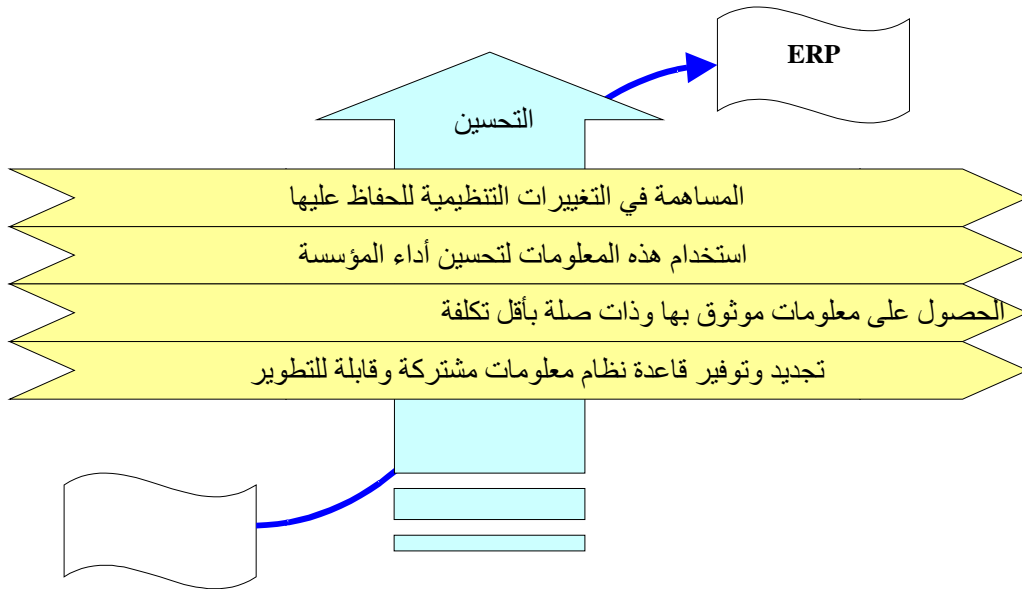 ERP
التحسين
المساهمة في التغييرات التنظيمية للحفاظ عليها
استخدام هذه المعلومات لتحسين أداء المؤسسة
الحصول على معلومات موثوق بها وذات صلة بأقل تكلفة
تجديد وتوفير قاعدة نظام معلومات مشتركة وقابلة للتطوير